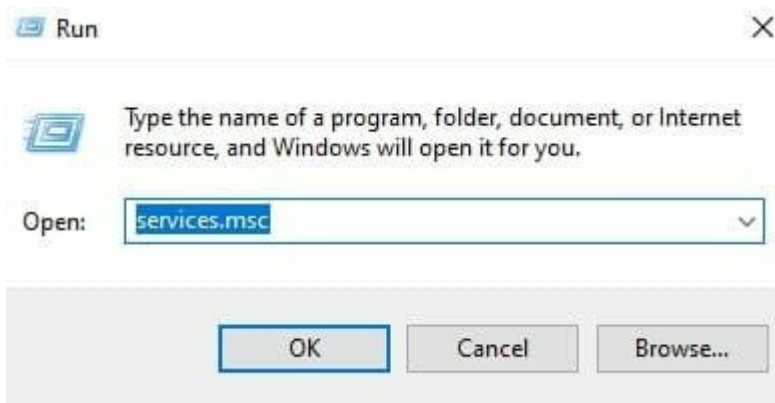 Run
Type the name of a program, folder, document, or Internet
resource, and Windows will open it for you.
Open: services.msc
OK Cancel Browse...